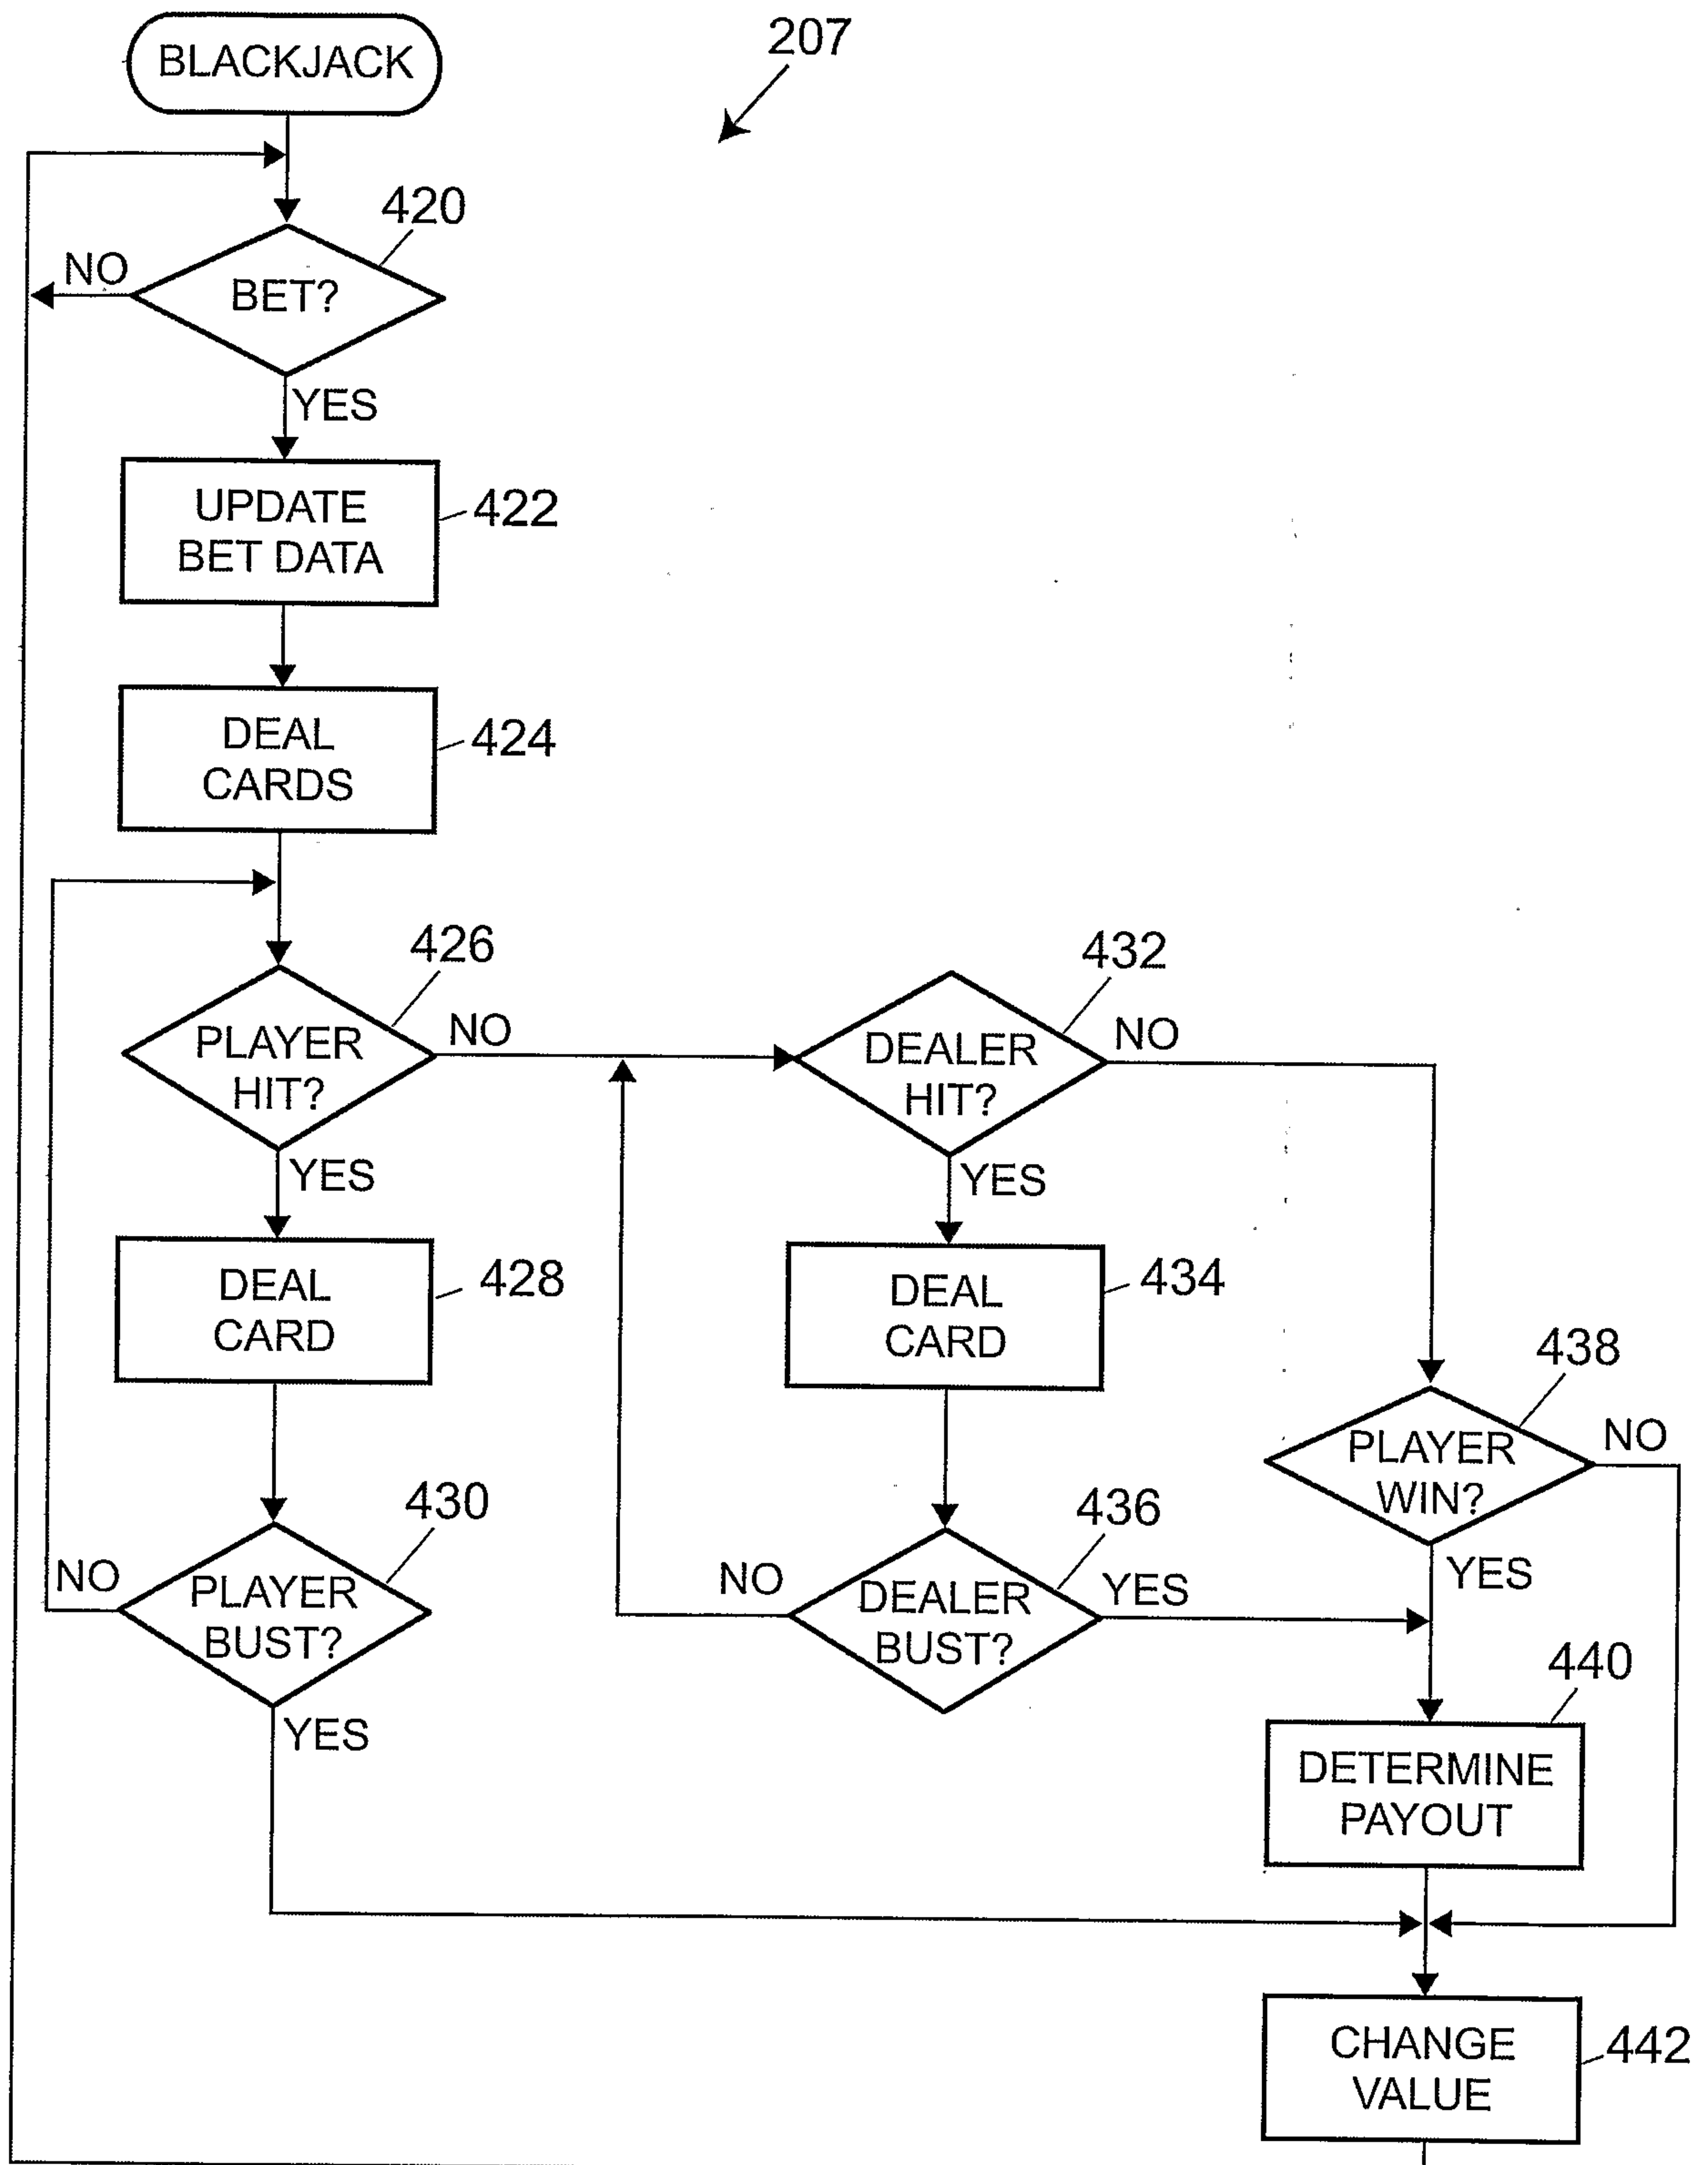 BLACKJACK
207
420
NO
BET?
YES
UPDATE
BET DATA
422
DEAL
CARDS
424
426
PLAYER
HIT?
NO
YES
432
DEALER
HIT?
NO
YES
DEAL
CARD
428
DEAL
CARD
434
438
PLAYER
WIN?
NO
YES
430
NO
PLAYER
BUST?
YES
436
NO
DEALER
BUST?
YES
440
DETERMINE
PAYOUT
CHANGE
VALUE
442